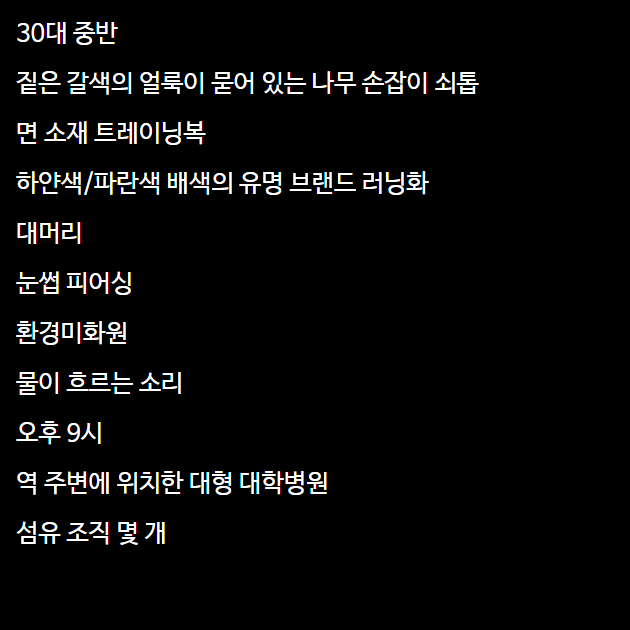 30대 중반
짙은 갈색의 얼룩이 묻어 있는 나무 손잡이 쇠톱
면 소재 트레이닝복
하얀색/파란색 배색의 유명 브랜드 러닝화
대머리
눈썹 피어싱
환경미화원
물이 흐르는 소리
오후 9시
역 주변에 위치한 대형 대학병원
섬유 조직 몇 개